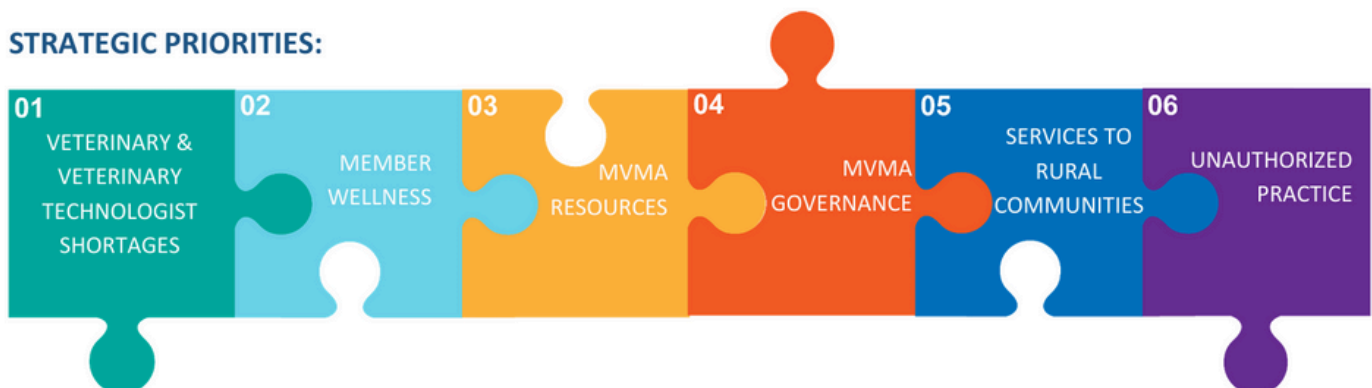 STRATEGIC PRIORITIES:
01
VETERINARY &
VETERINARY
TECHNOLOGIST
SHORTAGES
02
MEMBER
WELLNESS
03
MVMA
RESOURCES
04
MVMA
GOVERNANCE
05
SERVICES TO
RURAL
COMMUNITIES
06
UNAUTHORIZED
PRACTICE